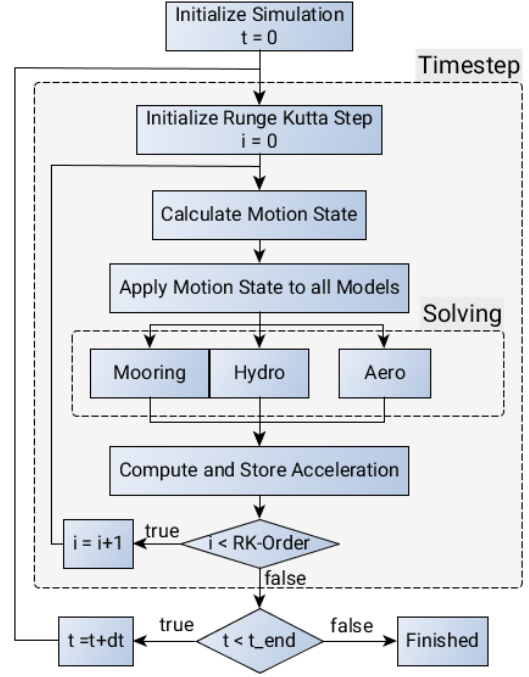 Initialize Simulation
t = 0
Timestep
Initialize Runge Kutta Step
i = 0
Calculate Motion State
Apply Motion State to all Models
Solving
Mooring
Hydro
Aero
Compute and Store Acceleration
i = i+1
true
i < RK-Order
false
t =t+dt
true
t < t_end
false
Finished